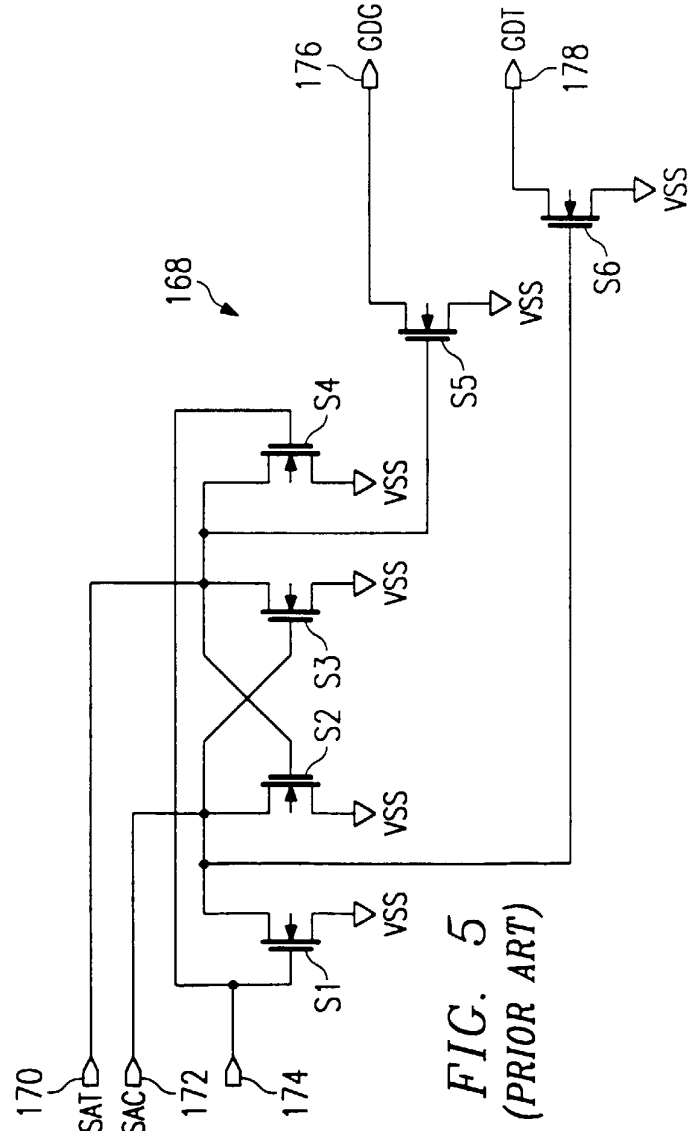 170
SAT
SAC
172
174
168
176
GDG
GDT
178
S1
VSS
S2
VSS
S3
VSS
S4
VSS
S5
VSS
S6
VSS
FIG. 5
(PRIOR ART)